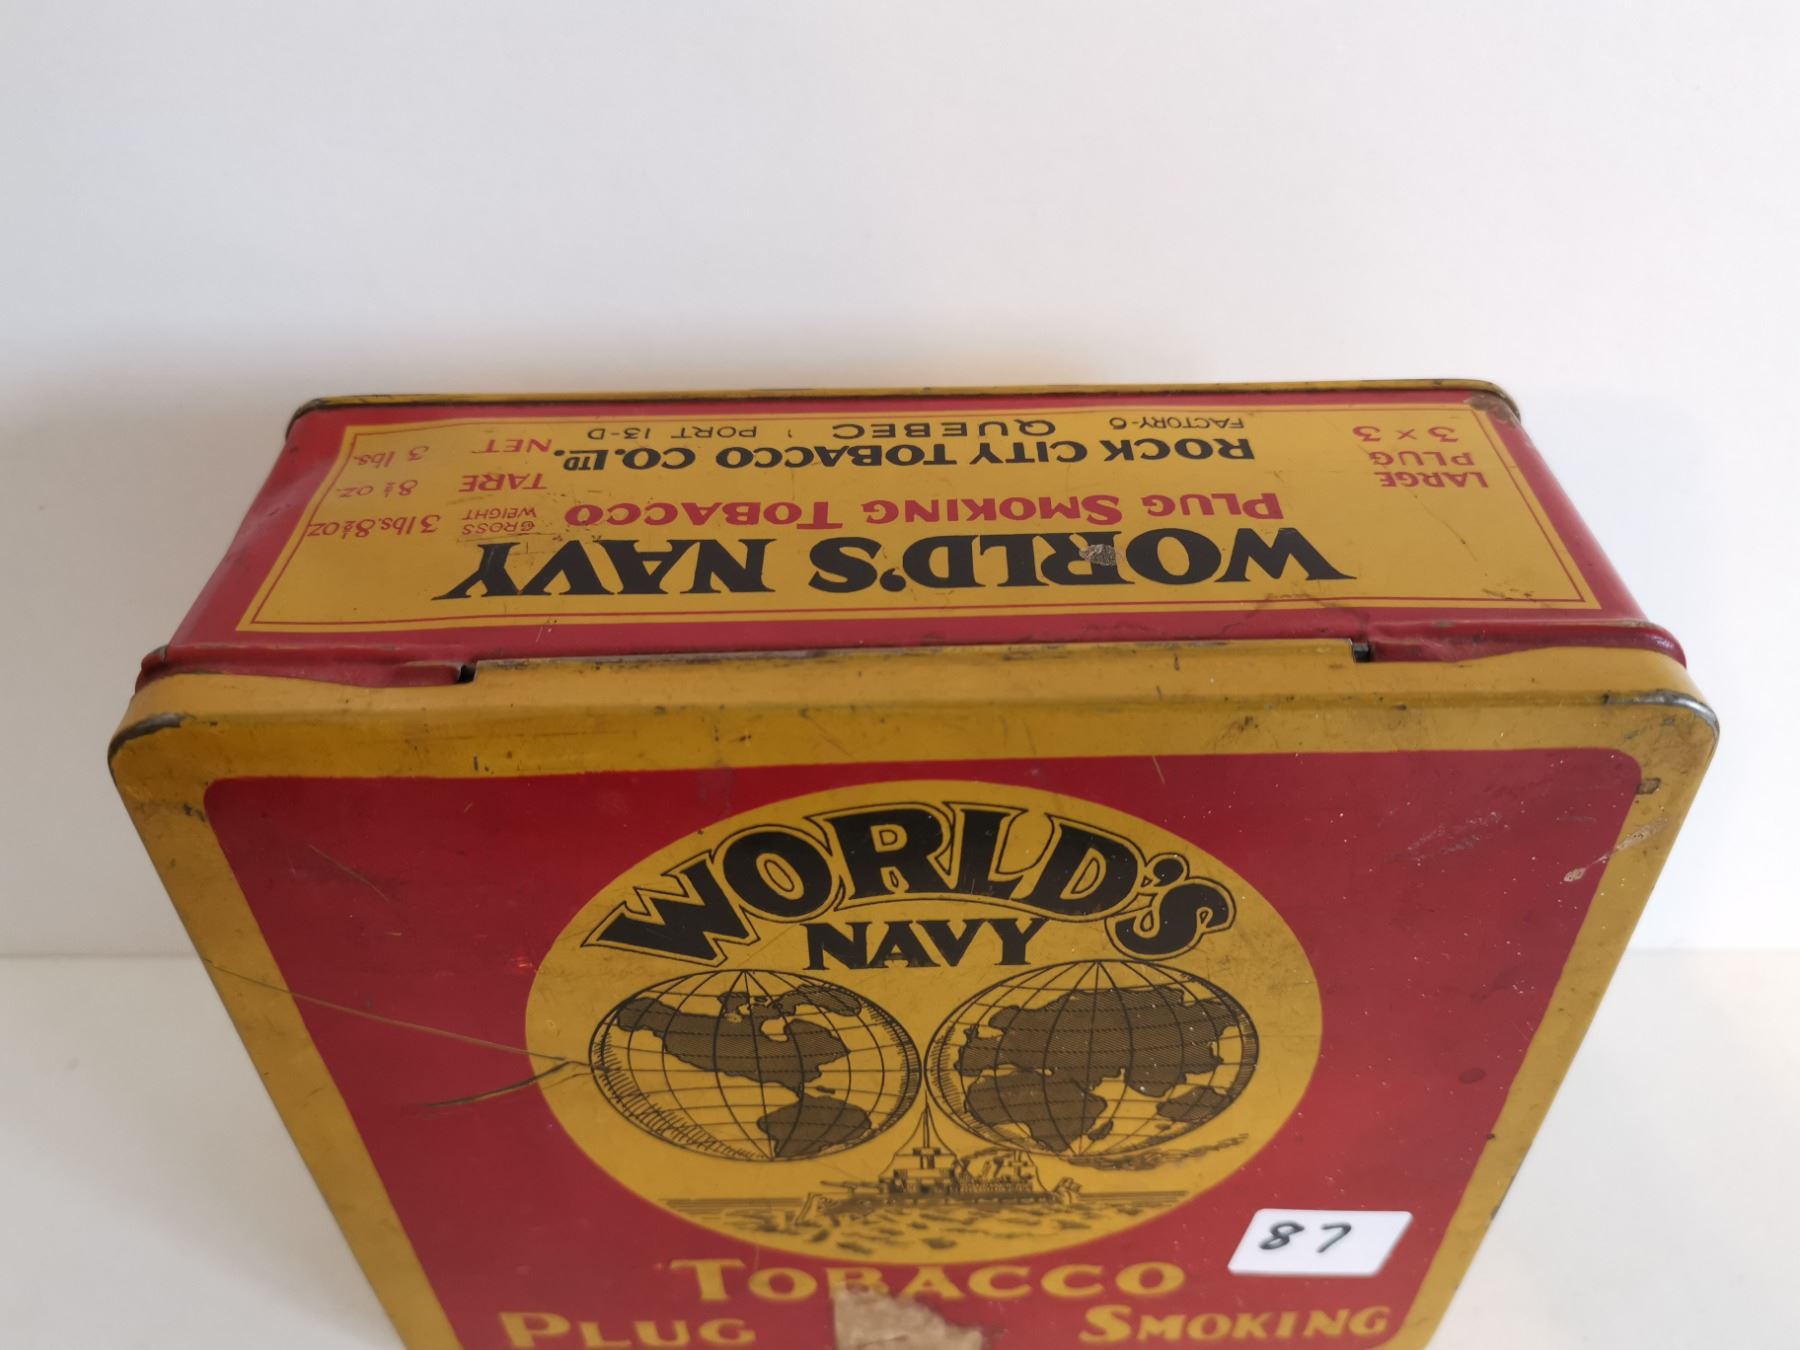 WORLD'S NAVY
PLUG SMOKING TOBACCO
ROCK CITY TOBACCO CO. LTD.
FACTORY-6 QUEBEC PORT 13-D
LARGE
PLUG
3 × 3
GROSS WEIGHT 3 lbs. 8½ oz
TARE 8½ oz.
NET 3 lbs.
WORLD'S
NAVY
TOBACCO
PLUG SMOKING
87